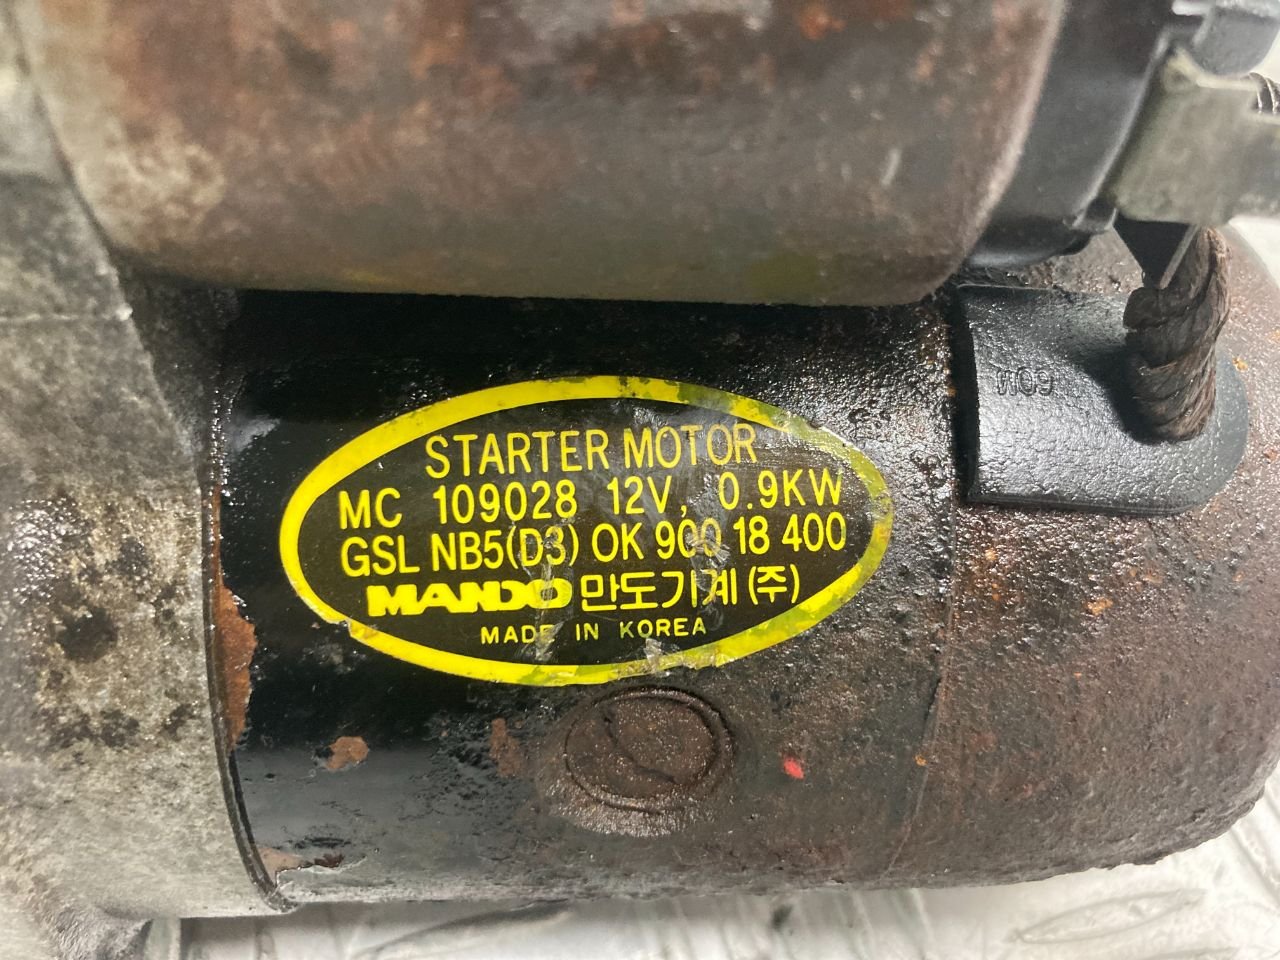 STARTER MOTOR
MC 109028 12V, 0.9KW
GSL NB5(D3) OK 900 18 400
MANDO 만도기계(주)
MADE IN KOREA
W09